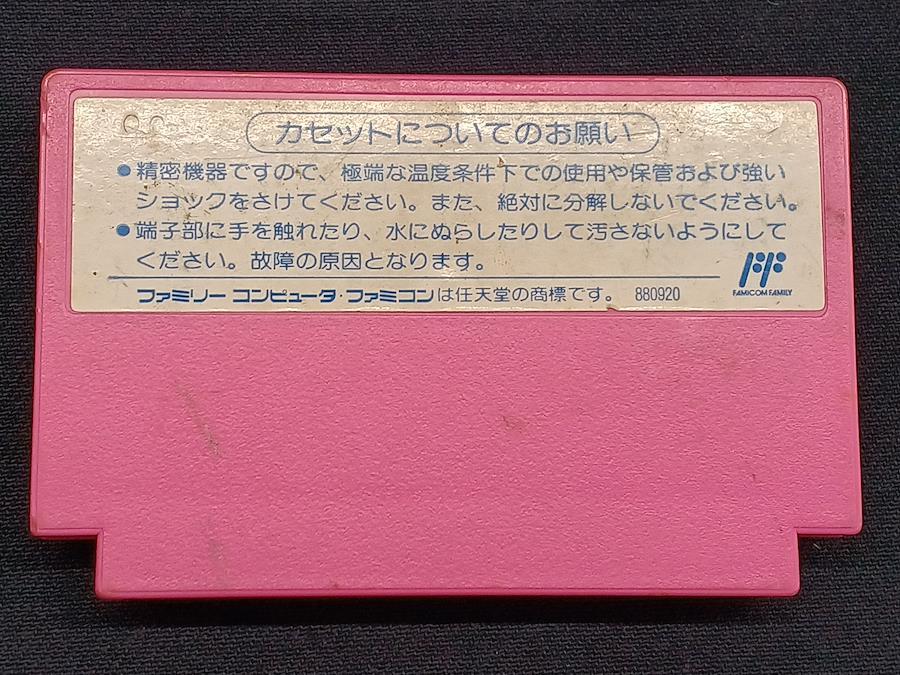 カセットについてのお願い
●精密機器ですので、極端な温度条件下での使用や保管および強い
ショックをさけてください。また、絶対に分解しないでください。
●端子部に手を触れたり、水にぬらしたりして汚さないようにして
ください。故障の原因となります。
ファミリー コンピュータ・ファミコンは任天堂の商標です。 880920
FAMICOM FAMILY